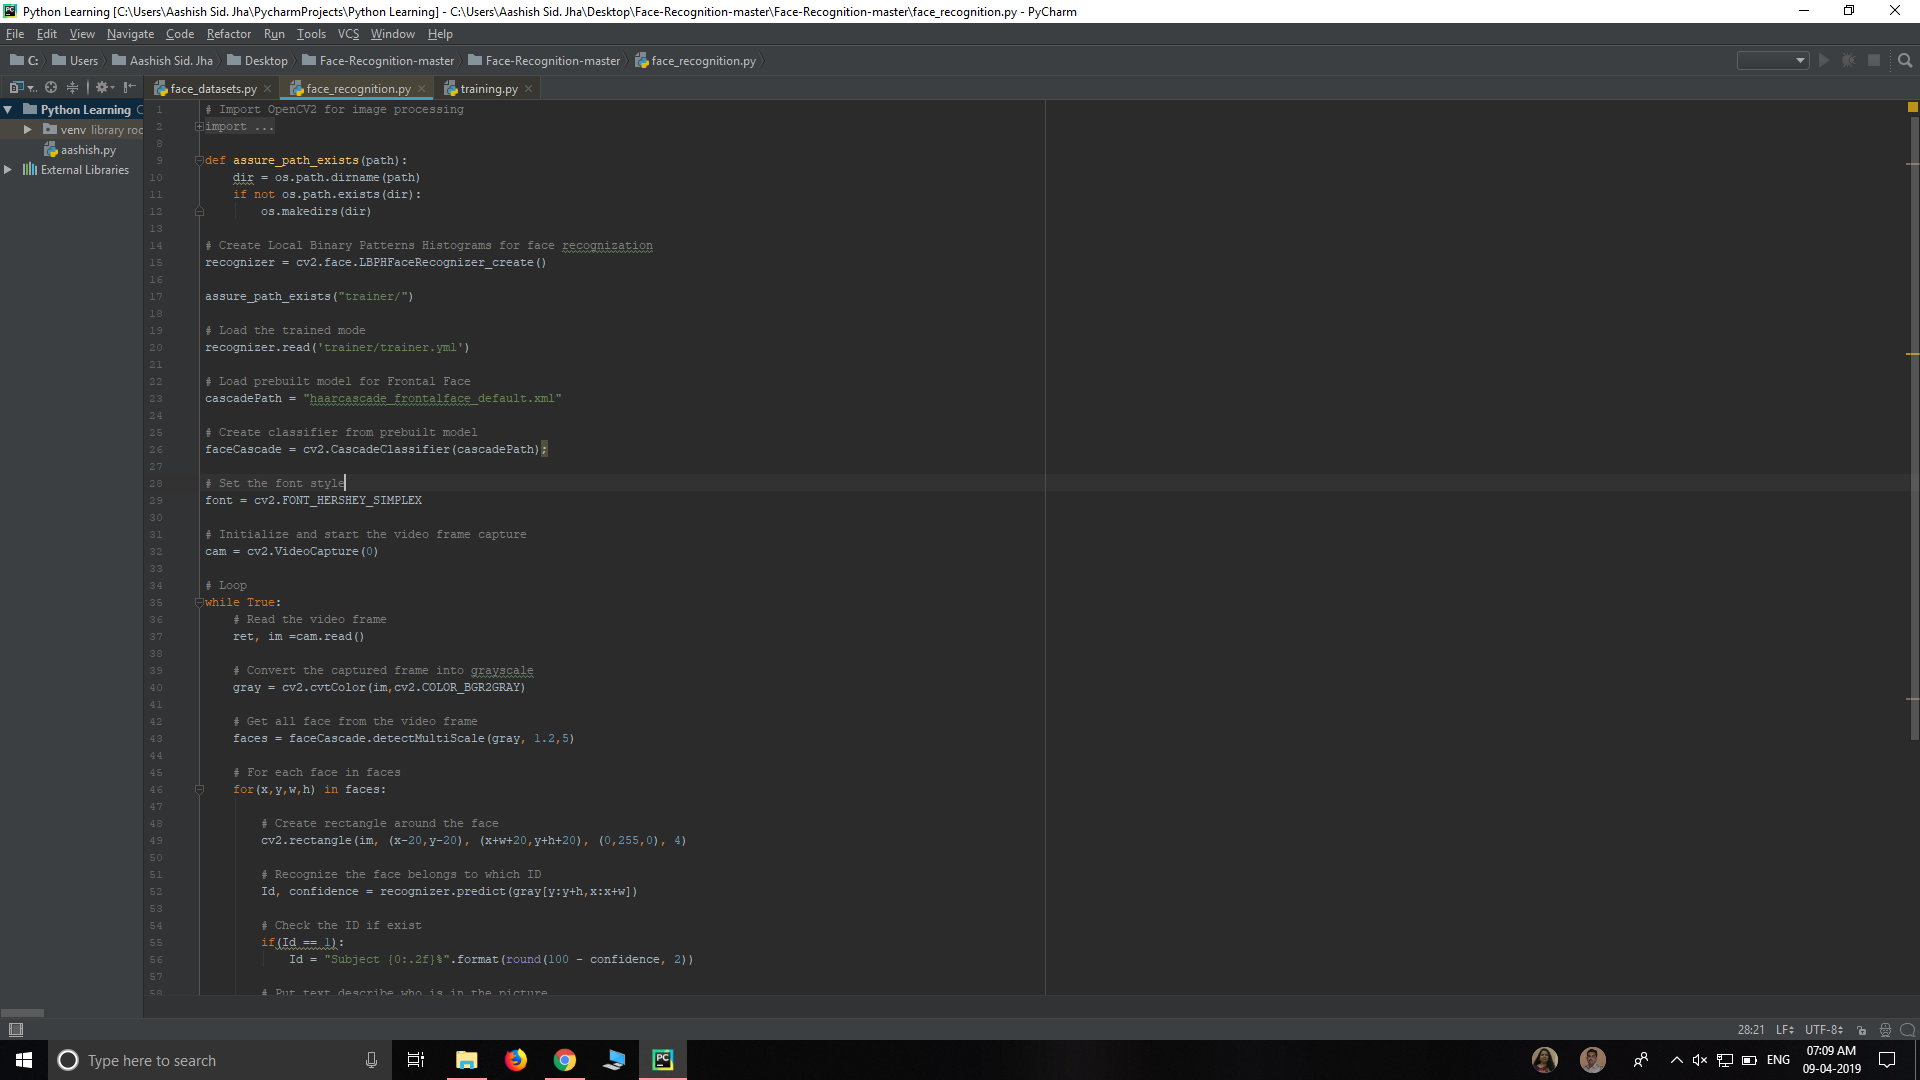 Python Learning [C:\Users\Aashish Sid. Jha\PycharmProjects\Python Learning] - C:\Users\Aashish Sid. Jha\Desktop\Face-Recognition-master\Face-Recognition-master\face_recognition.py - PyCharm
File Edit View Navigate Code Refactor Run Tools VCS Window Help
C: Users Aashish Sid. Jha Desktop Face-Recognition-master Face-Recognition-master face_recognition.py
face_datasets.py face_recognition.py training.py
Python Learning
venv library roo
aashish.py
External Libraries
1 # Import OpenCV2 for image processing
2 import ...
8
9 def assure_path_exists(path):
10 dir = os.path.dirname(path)
11 if not os.path.exists(dir):
12 os.makedirs(dir)
13
14 # Create Local Binary Patterns Histograms for face recognization
15 recognizer = cv2.face.LBPHFaceRecognizer_create()
16
17 assure_path_exists("trainer/")
18
19 # Load the trained mode
20 recognizer.read('trainer/trainer.yml')
21
22 # Load prebuilt model for Frontal Face
23 cascadePath = "haarcascade_frontalface_default.xml"
24
25 # Create classifier from prebuilt model
26 faceCascade = cv2.CascadeClassifier(cascadePath);
27
28 # Set the font style
29 font = cv2.FONT_HERSHEY_SIMPLEX
30
31 # Initialize and start the video frame capture
32 cam = cv2.VideoCapture(0)
33
34 # Loop
35 while True:
36 # Read the video frame
37 ret, im =cam.read()
38
39 # Convert the captured frame into grayscale
40 gray = cv2.cvtColor(im,cv2.COLOR_BGR2GRAY)
41
42 # Get all face from the video frame
43 faces = faceCascade.detectMultiScale(gray, 1.2,5)
44
45 # For each face in faces
46 for(x,y,w,h) in faces:
47
48 # Create rectangle around the face
49 cv2.rectangle(im, (x-20,y-20), (x+w+20,y+h+20), (0,255,0), 4)
50
51 # Recognize the face belongs to which ID
52 Id, confidence = recognizer.predict(gray[y:y+h,x:x+w])
53
54 # Check the ID if exist
55 if(Id == 1):
56 Id = "Subject {0:.2f}%".format(round(100 - confidence, 2))
57
58 # Put text describe who is in the picture
28:21 LF UTF-8
Type here to search
PC
ENG
07:09 AM
09-04-2019